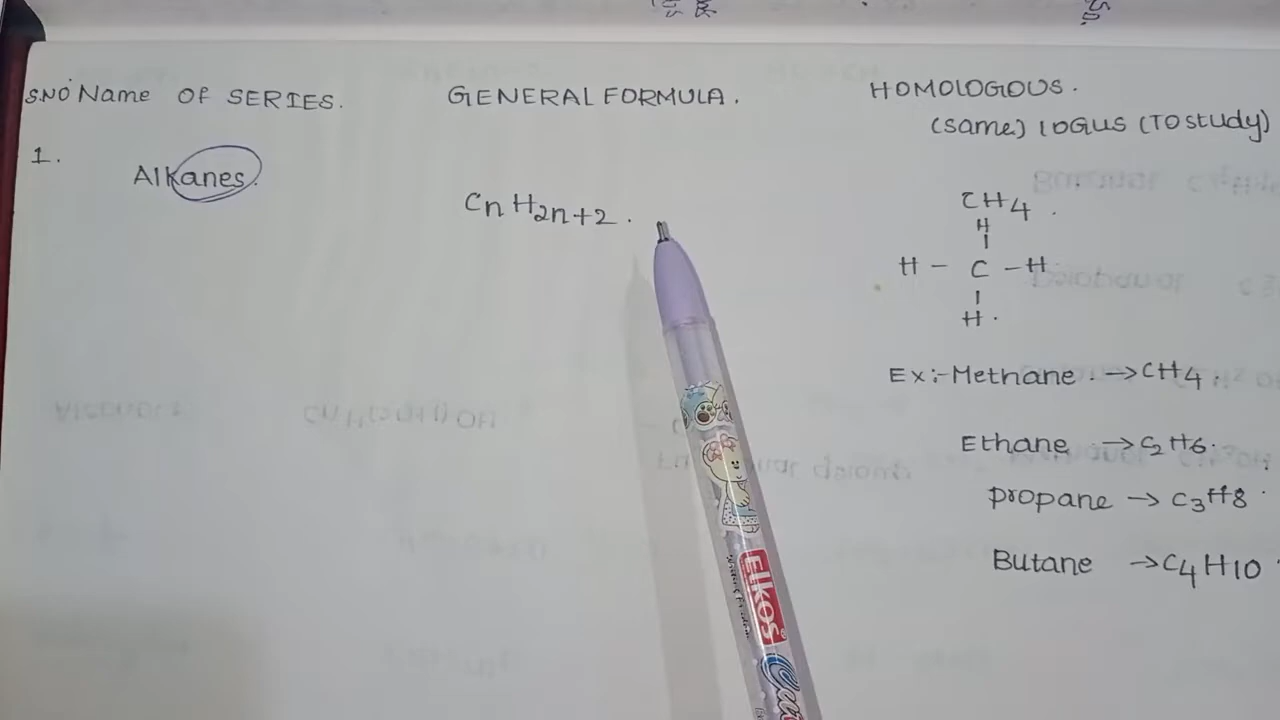 S.NO Name OF SERIES. GENERAL FORMULA. HOMOLOGOUS.
(same) LOGUS (TO study)
1.
Alkanes.
CnH2n+2.
CH4.
H
H - C - H
H.
Ex:- Methane. → CH4.
Ethane → C2H6.
propane → C3H8.
Butane → C4H10.
Elkos